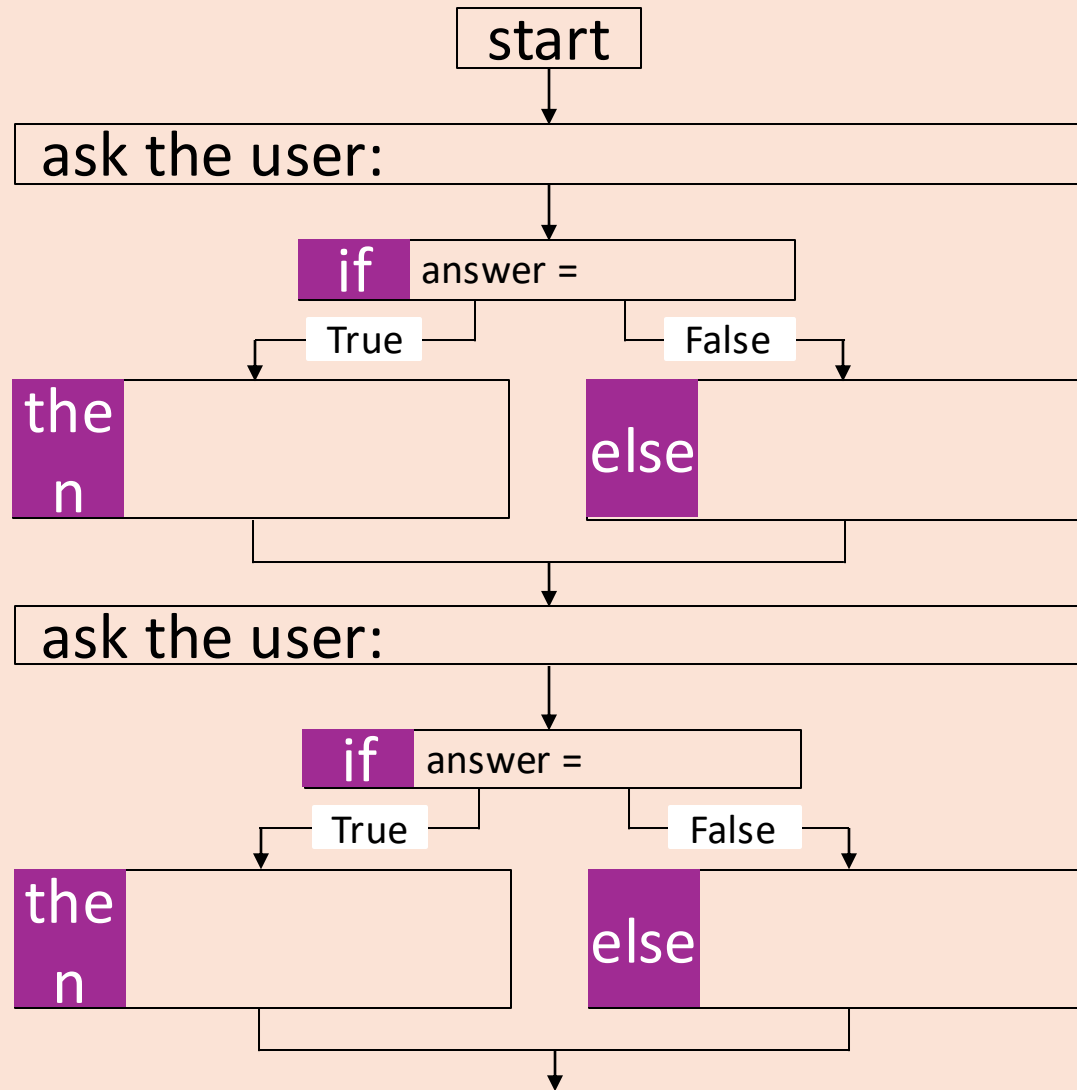 start
ask the user:
if answer =
True False
the
n
else
ask the user:
if answer =
True False
the
n
else